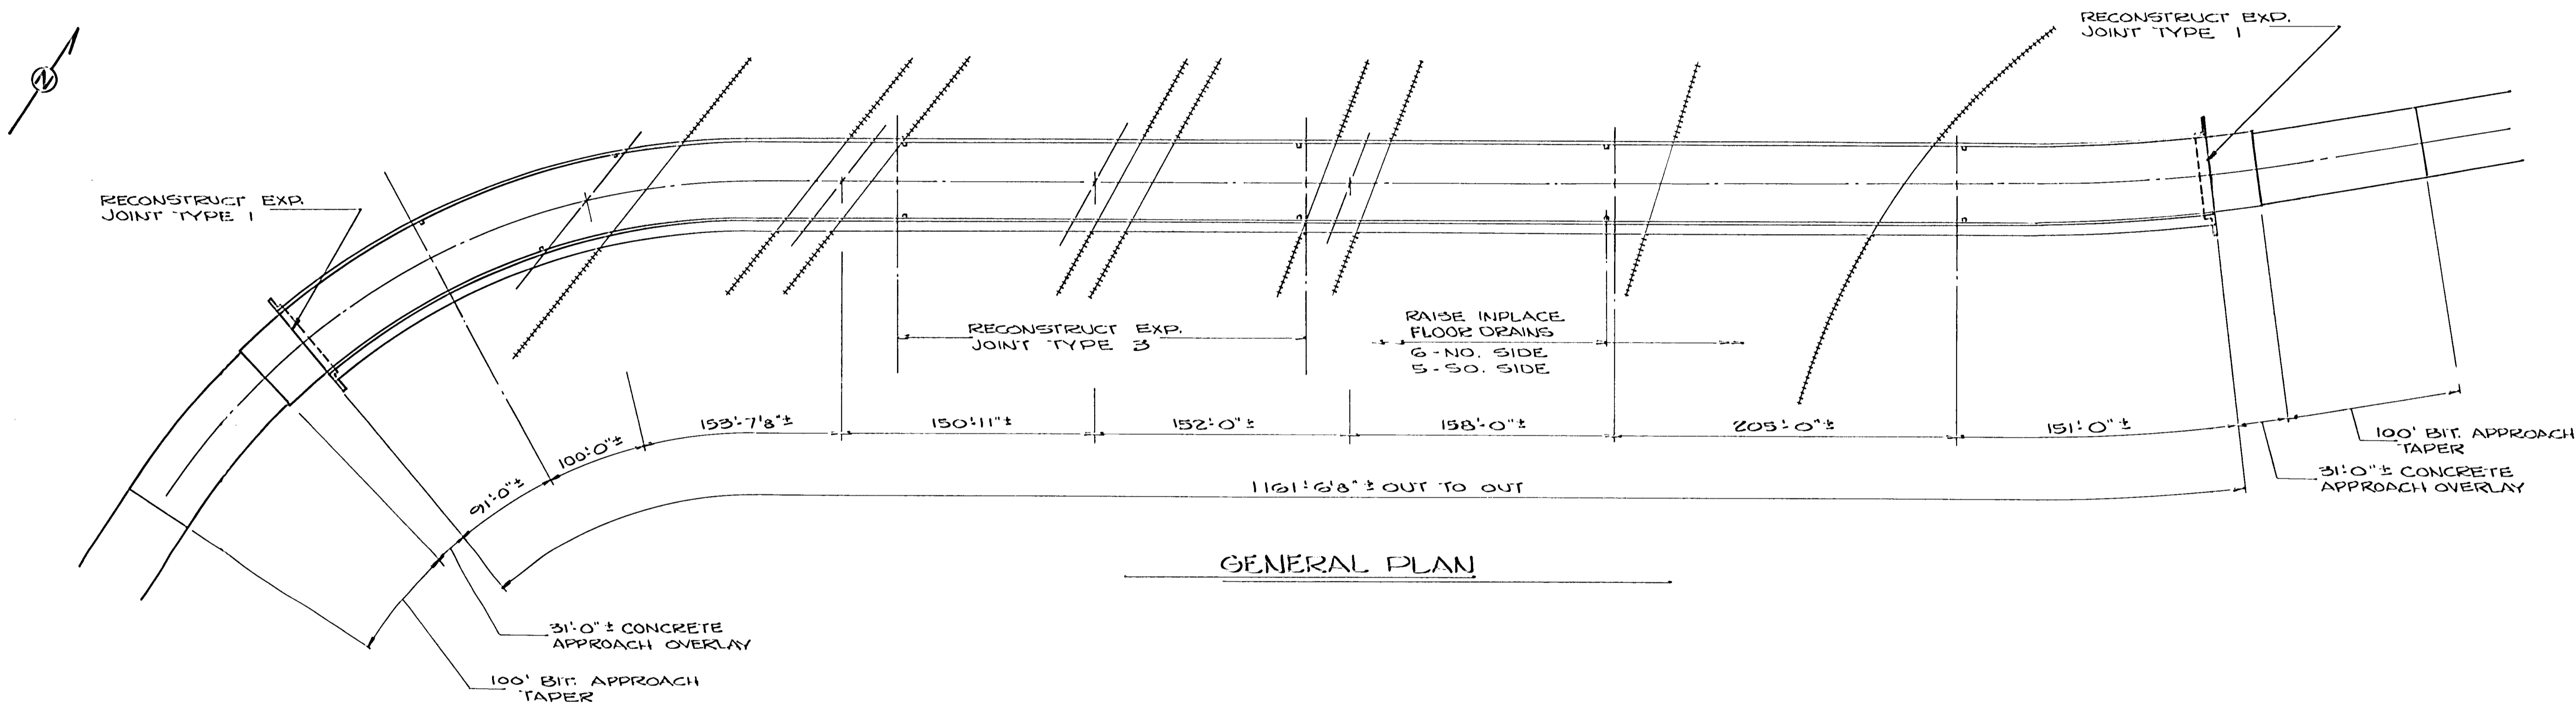 RECONSTRUCT EXP.
JOINT TYPE 1
N
RECONSTRUCT EXP.
JOINT TYPE 1
RECONSTRUCT EXP.
JOINT TYPE 3
RAISE INPLACE
FLOOR DRAINS
6-NO. SIDE
5-SO. SIDE
91'-0"±
100'-0"±
153'-7⅛"±
150'-11"±
152'-0"±
158'-0"±
205'-0"±
151'-0"±
100' BIT. APPROACH
TAPER
31'-0"± CONCRETE
APPROACH OVERLAY
1161'-6⅛"± OUT TO OUT
GENERAL PLAN
31'-0"± CONCRETE
APPROACH OVERLAY
100' BIT. APPROACH
TAPER